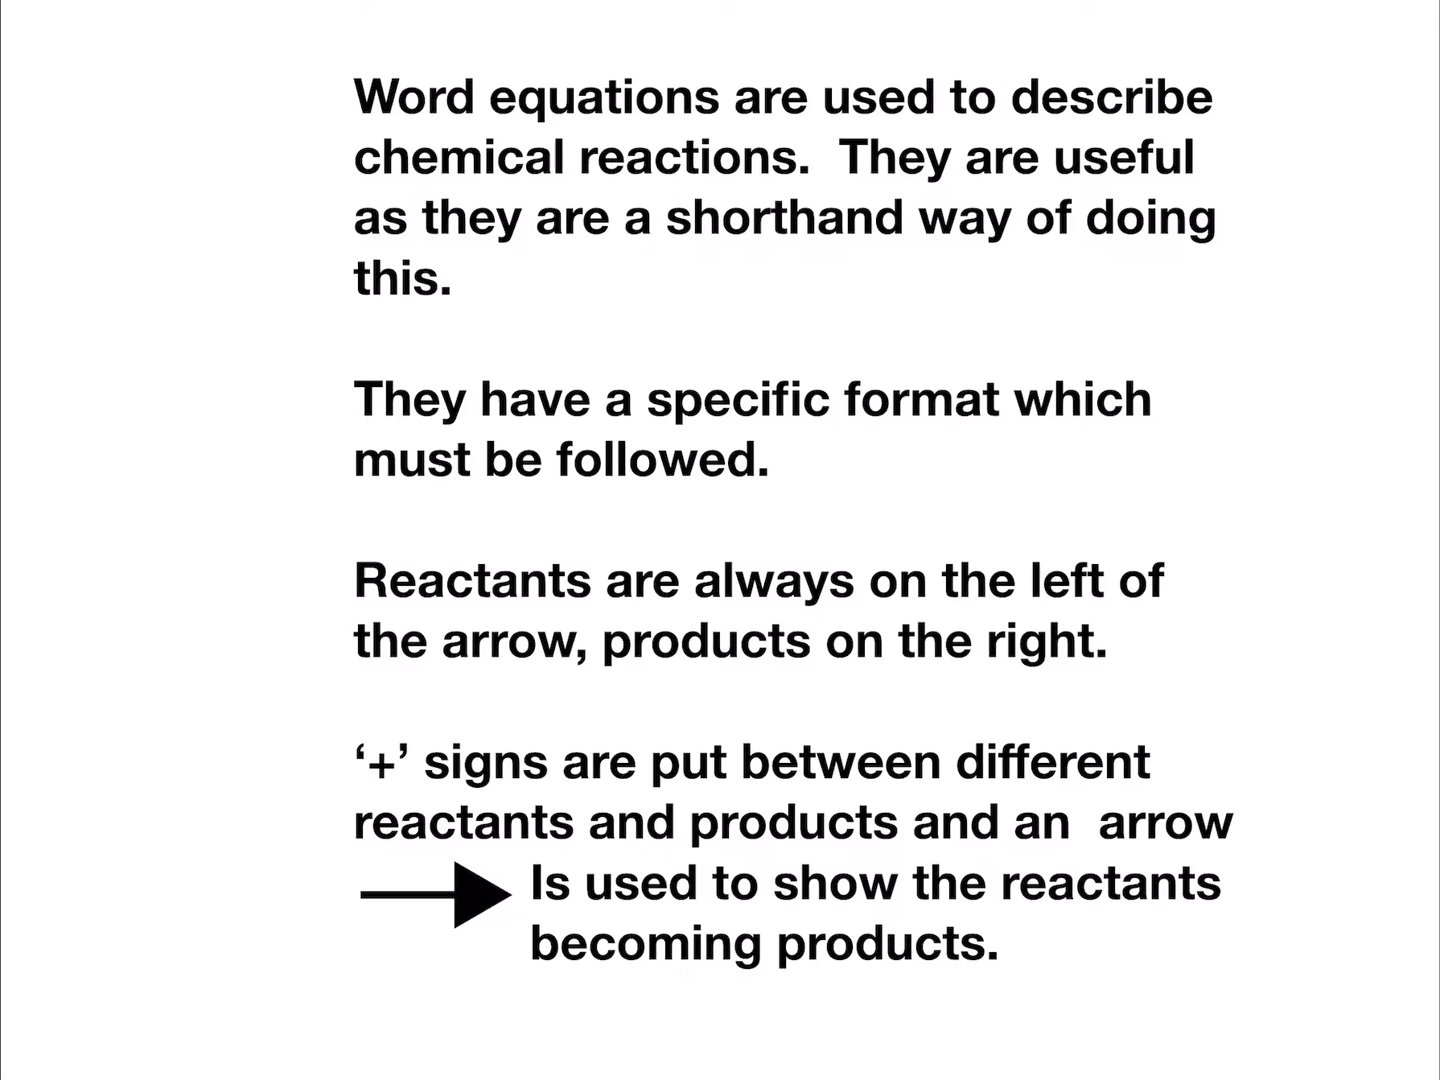 Word equations are used to describe
chemical reactions.  They are useful
as they are a shorthand way of doing
this.
They have a specific format which
must be followed.
Reactants are always on the left of
the arrow, products on the right.
‘+’ signs are put between different
reactants and products and an  arrow
Is used to show the reactants
becoming products.